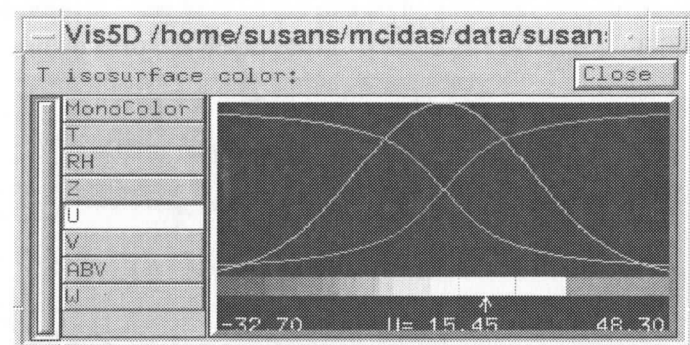 Vis5D /home/susans/mcidas/data/susan
T isosurface color:
Close
MonoColor
T
RH
Z
U
V
ABV
W
-32.70 U= 15.45 48.30